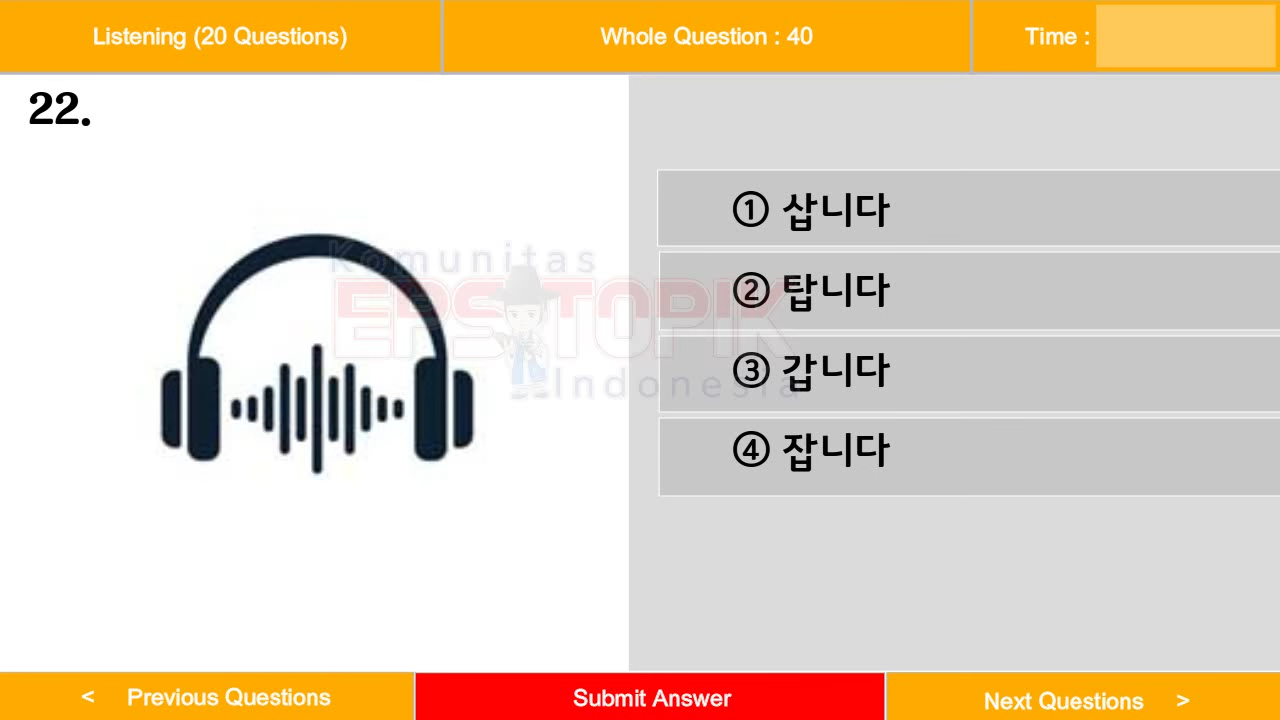 Listening (20 Questions)
Whole Question : 40
Time :
22.
① 삽니다
② 탑니다
③ 갑니다
④ 잡니다
Komunitas
EPS TOPIK
Indonesia
< Previous Questions
Submit Answer
Next Questions >